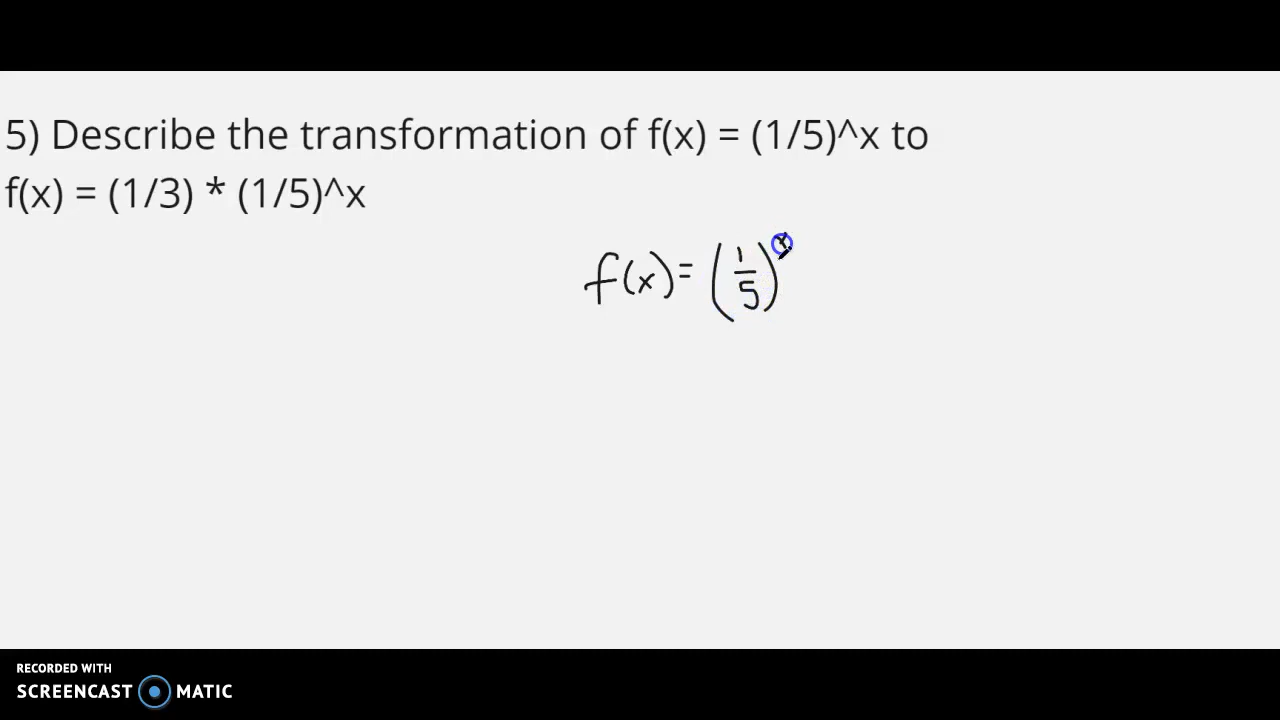 5) Describe the transformation of f(x) = (1/5)^x to
f(x) = (1/3) * (1/5)^x
f(x) = (1/5)^x
RECORDED WITH
SCREENCAST MATIC